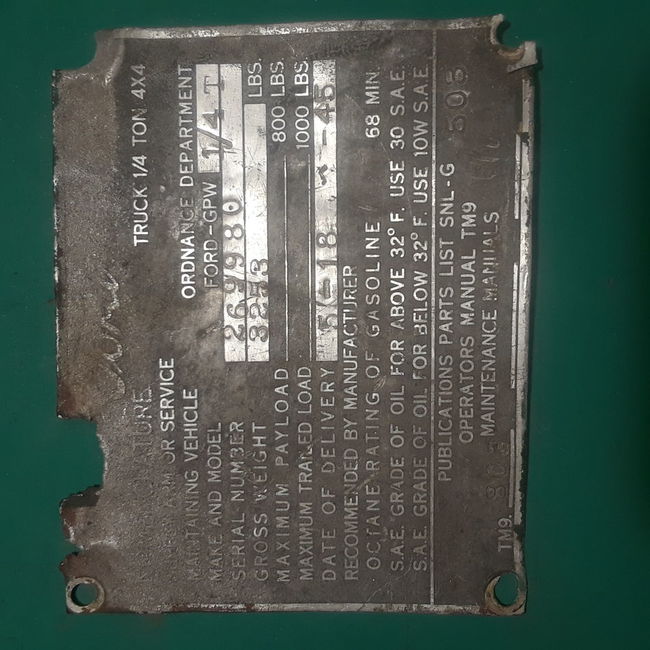 TRUCK 1/4 TON 4X4
TURE
ARM OR SERVICE
MAINTAINING VEHICLE ORDNANCE DEPARTMENT
MAKE AND MODEL FORD-GPW 1/4 T
SERIAL NUMBER 269980
GROSS WEIGHT 3253 LBS.
MAXIMUM PAYLOAD 800 LBS.
MAXIMUM TRAILED LOAD 1000 LBS.
DATE OF DELIVERY 5-18-45
RECOMMENDED BY MANUFACTURER
OCTANE RATING OF GASOLINE 68 MIN.
S.A.E. GRADE OF OIL FOR ABOVE 32° F. USE 30 S.A.E.
S.A.E. GRADE OF OIL FOR BELOW 32° F. USE 10W S.A.E.
PUBLICATIONS PARTS LIST SNL-G 503
OPERATORS MANUAL TM9
MAINTENANCE MANUALS
TM9 803